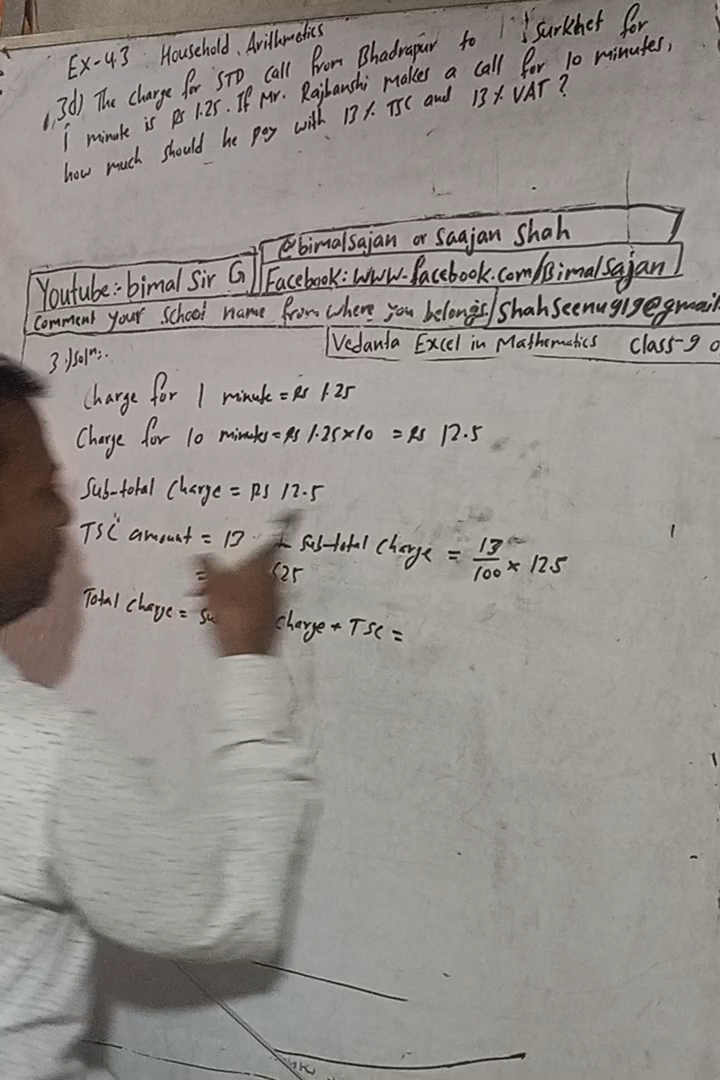 Ex-4.3 Household Arithmetics
3d) The charge for STD call from Bhadrapur to Surkhet for
1 minute is Rs 1.25. If Mr. Rajbanshi makes a call for 10 minutes,
how much should he pay with 13% TSC and 13% VAT?
@bimalsajan or Saajan Shah
Youtube:- bimal Sir G
Facebook: www.facebook.com/Bimalsajan
Comment your school name from where you belongs/shahseenu919@gmail
Vedanta Excel in Mathematics Class-9
3.)Soln:-
Charge for 1 minute = Rs 1.25
Charge for 10 minutes = Rs 1.25×10 = Rs 12.5
Sub-total Charge = Rs 12.5
TSC amount = 13 Sub-total Charge = 13/100 × 12.5
= 625
Total Charge = Su Charge + TSC =